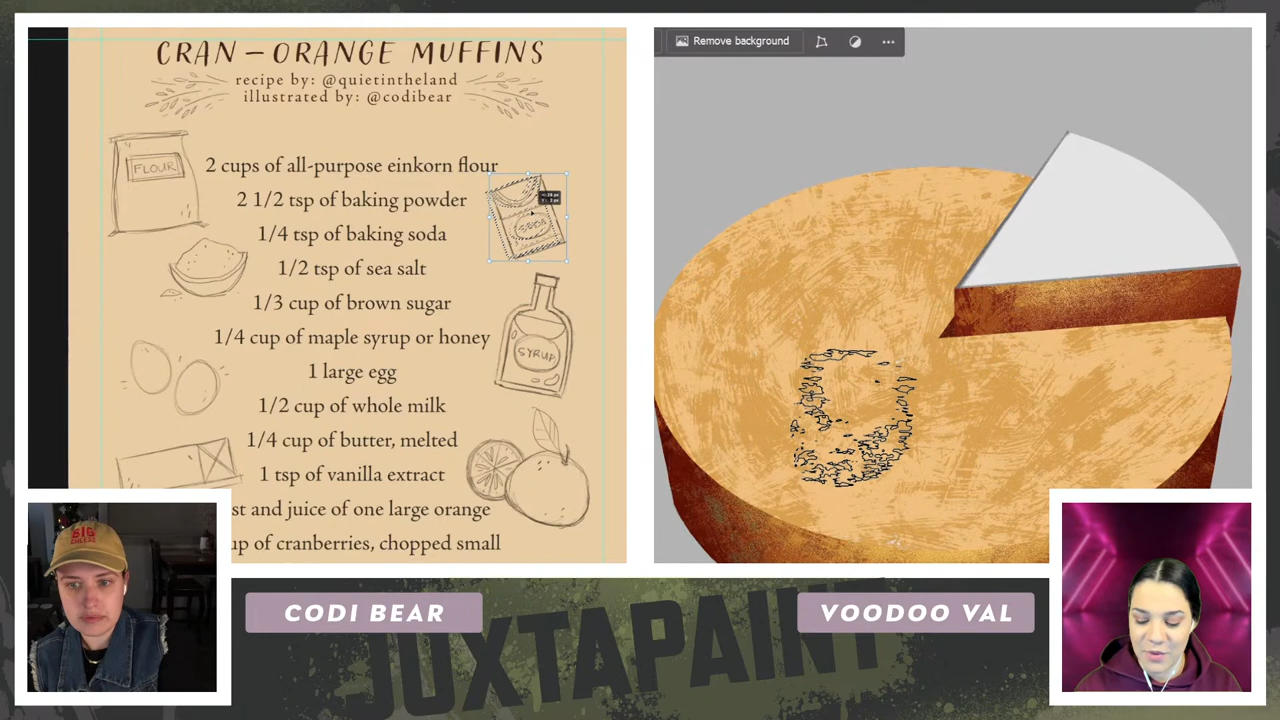 CRAN-ORANGE MUFFINS
recipe by: @quietintheland
illustrated by: @codibear
FLOUR
2 cups of all-purpose einkorn flour
2 1/2 tsp of baking powder
1/4 tsp of baking soda
SODA
1/2 tsp of sea salt
1/3 cup of brown sugar
1/4 cup of maple syrup or honey
SYRUP
1 large egg
1/2 cup of whole milk
1/4 cup of butter, melted
1 tsp of vanilla extract
st and juice of one large orange
up of cranberries, chopped small
Remove background
BIG
CHEESE
CODI BEAR
VOODOO VAL
JUXTAPAINT